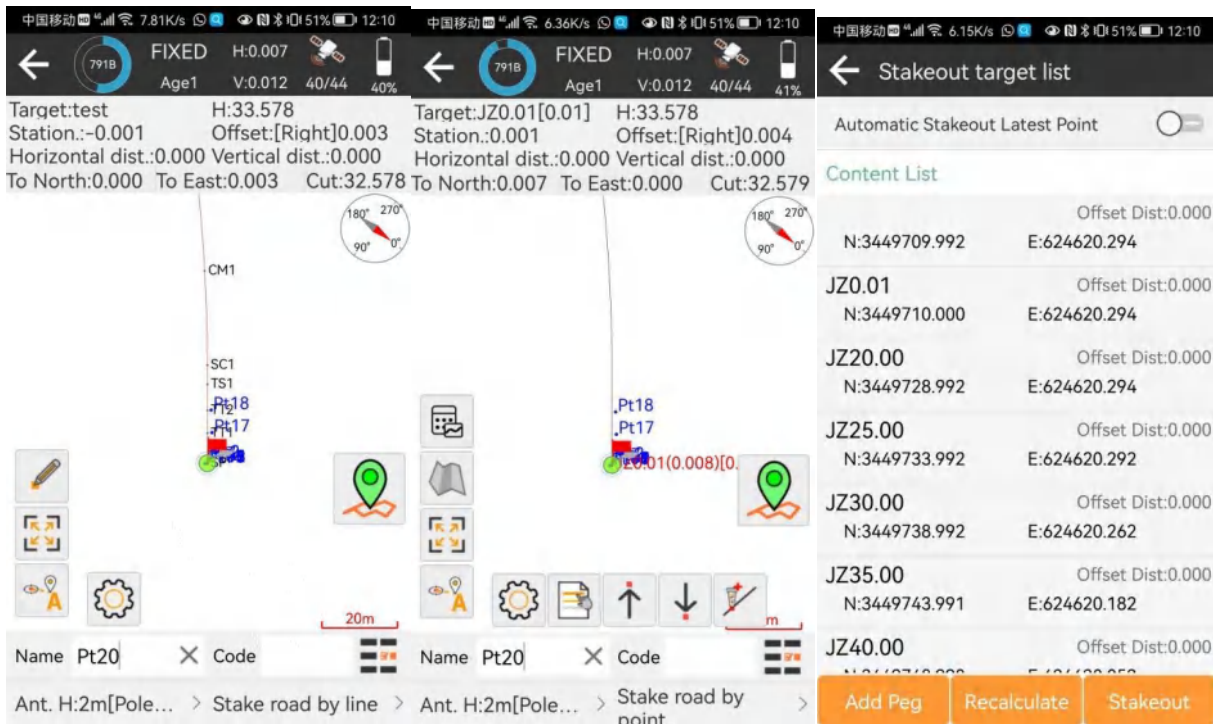 中国移动 HD 4G 7.81K/s 51% 12:10
791B
FIXED H:0.007
Age1 V:0.012 40/44 40%
Target:test H:33.578
Station.:-0.001 Offset:[Right]0.003
Horizontal dist.:0.000 Vertical dist.:0.000
To North:0.000 To East:0.003 Cut:32.578
180° 270°
90° 0°
CM1
SC1
TS1
Pt18
Pt17
A
20m
Name Pt20 Code
Ant. H:2m[Pole... > Stake road by line >
中国移动 HD 4G 6.36K/s 51% 12:10
791B
FIXED H:0.007
Age1 V:0.012 40/44 41%
Target:JZ0.01[0.01] H:33.578
Station.:0.001 Offset:[Right]0.004
Horizontal dist.:0.000 Vertical dist.:0.000
To North:0.007 To East:0.000 Cut:32.579
180° 270°
90° 0°
Pt18
Pt17
01(0.008)[0.
A
m
Name Pt20 Code
Ant. H:2m[Pole... > Stake road by point >
中国移动 HD 4G 6.15K/s 51% 12:10
Stakeout target list
Automatic Stakeout Latest Point
Content List
Offset Dist:0.000
N:3449709.992 E:624620.294
JZ0.01 Offset Dist:0.000
N:3449710.000 E:624620.294
JZ20.00 Offset Dist:0.000
N:3449728.992 E:624620.294
JZ25.00 Offset Dist:0.000
N:3449733.992 E:624620.292
JZ30.00 Offset Dist:0.000
N:3449738.992 E:624620.262
JZ35.00 Offset Dist:0.000
N:3449743.991 E:624620.182
JZ40.00 Offset Dist:0.000
Add Peg Recalculate Stakeout